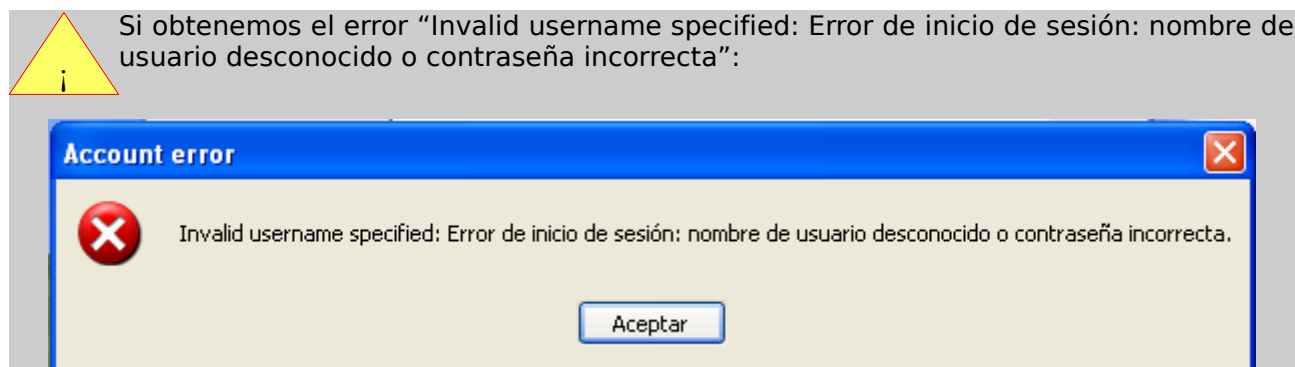 Si obtenemos el error “Invalid username specified: Error de inicio de sesión: nombre de
usuario desconocido o contraseña incorrecta”:
¡
Account error
Invalid username specified: Error de inicio de sesión: nombre de usuario desconocido o contraseña incorrecta.
Aceptar